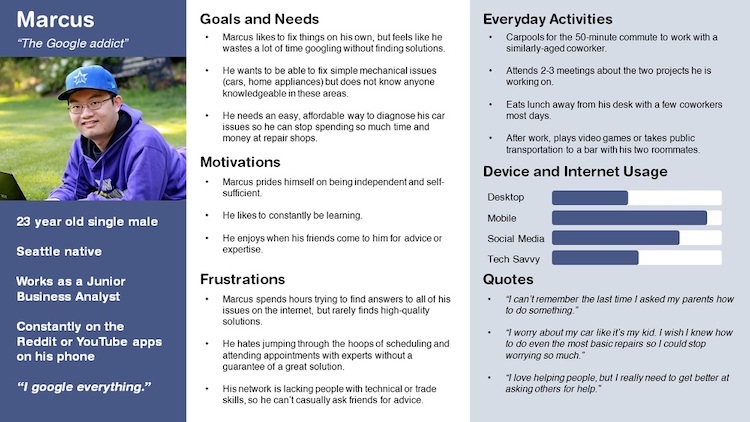 Marcus
“The Google addict”
23 year old single male
Seattle native
Works as a Junior
Business Analyst
Constantly on the
Reddit or YouTube apps
on his phone
“I google everything.”
Goals and Needs
• Marcus likes to fix things on his own, but feels like he
wastes a lot of time googling without finding solutions.
• He wants to be able to fix simple mechanical issues
(cars, home appliances) but does not know anyone
knowledgeable in these areas.
• He needs an easy, affordable way to diagnose his car
issues so he can stop spending so much time and
money at repair shops.
Motivations
• Marcus prides himself on being independent and self-
sufficient.
• He likes to constantly be learning.
• He enjoys when his friends come to him for advice or
expertise.
Frustrations
• Marcus spends hours trying to find answers to all of his
issues on the internet, but rarely finds high-quality
solutions.
• He hates jumping through the hoops of scheduling and
attending appointments with experts without a
guarantee of a great solution.
• His network is lacking people with technical or trade
skills, so he can’t casually ask friends for advice.
Everyday Activities
• Carpools for the 50-minute commute to work with a
similarly-aged coworker.
• Attends 2-3 meetings about the two projects he is
working on.
• Eats lunch away from his desk with a few coworkers
most days.
• After work, plays video games or takes public
transportation to a bar with his two roommates.
Device and Internet Usage
Desktop
Mobile
Social Media
Tech Savvy
Quotes
• “I can’t remember the last time I asked my parents how
to do something.”
• “I worry about my car like it’s my kid. I wish I knew how
to do even the most basic repairs so I could stop
worrying so much.”
• “I love helping people, but I really need to get better at
asking others for help.”